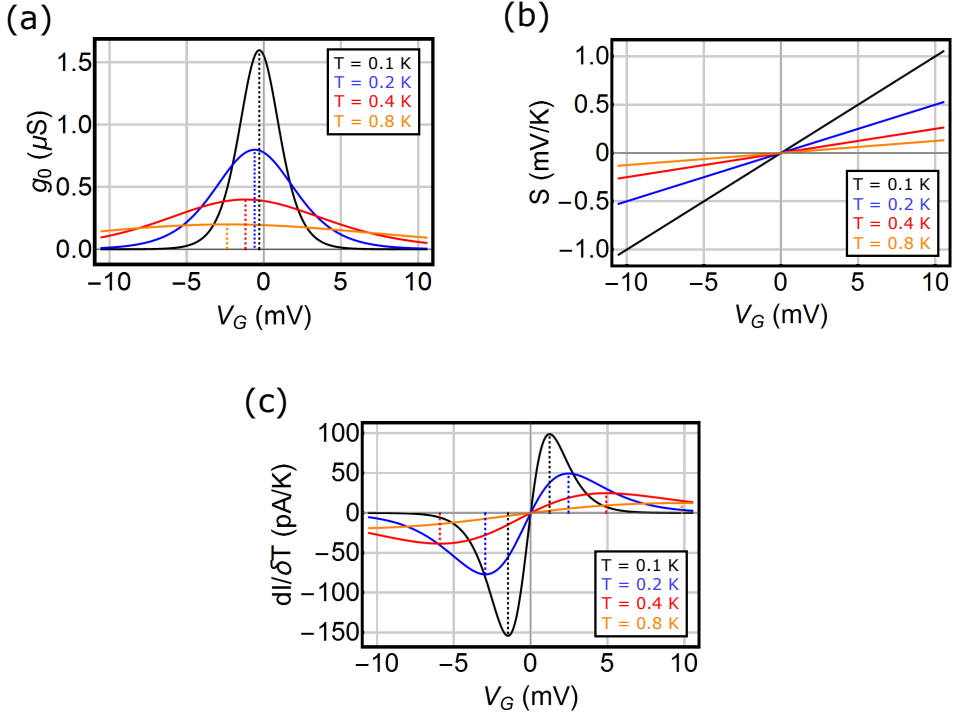 (a)
1.5
1.0
0.5
0.0
g₀ (μS)
T = 0.1 K
T = 0.2 K
T = 0.4 K
T = 0.8 K
−10 −5 0 5 10
V_G (mV)
(b)
1.0
0.5
0
−0.5
−1.0
S (mV/K)
T = 0.1 K
T = 0.2 K
T = 0.4 K
T = 0.8 K
−10 −5 0 5 10
V_G (mV)
(c)
100
50
0
−50
−100
−150
dI/δT (pA/K)
T = 0.1 K
T = 0.2 K
T = 0.4 K
T = 0.8 K
−10 −5 0 5 10
V_G (mV)